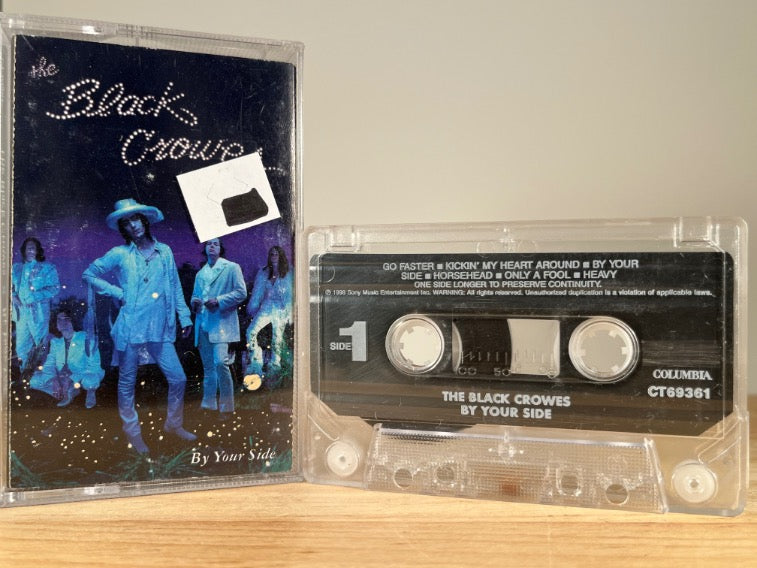 the
Black
Crowes
By Your Side
GO FASTER ■ KICKIN' MY HEART AROUND ■ BY YOUR
SIDE ■ HORSEHEAD ■ ONLY A FOOL ■ HEAVY
ONE SIDE LONGER TO PRESERVE CONTINUITY.
℗ 1998 Sony Music Entertainment Inc. WARNING: All rights reserved. Unauthorized duplication is a violation of applicable laws.
SIDE 1
00 50
COLUMBIA
CT69361
THE BLACK CROWES
BY YOUR SIDE